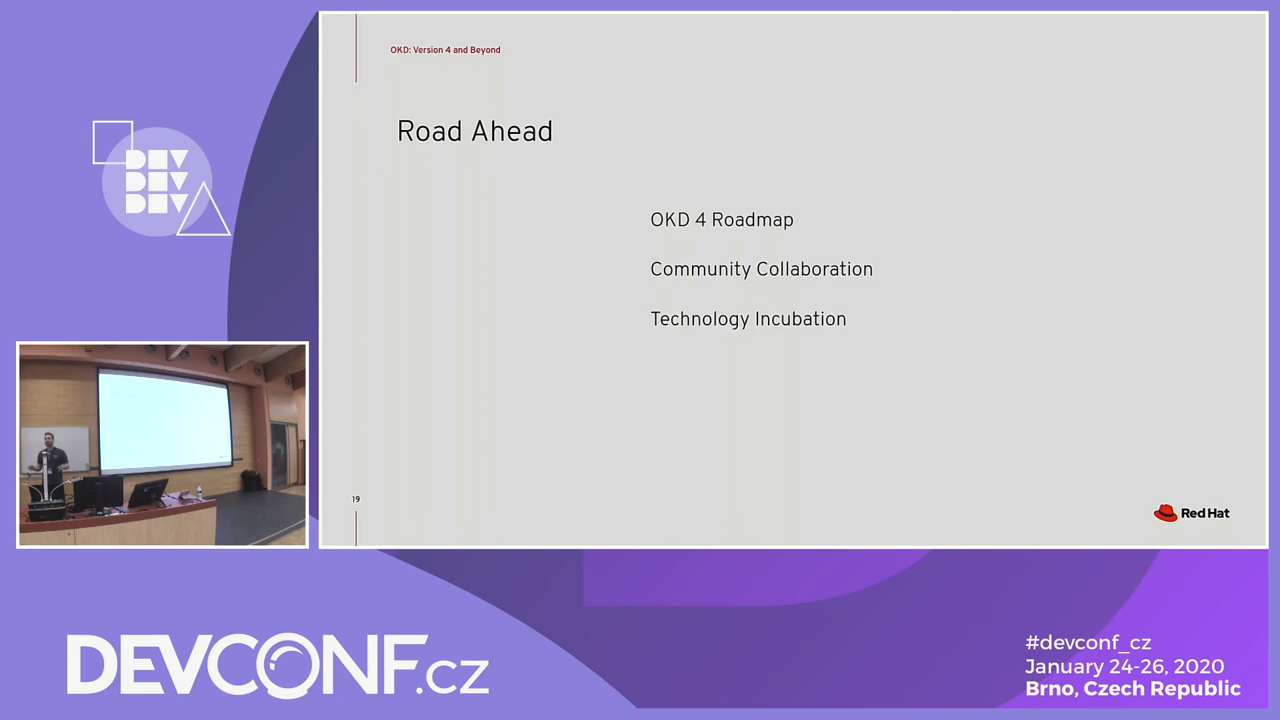 OKD: Version 4 and Beyond
Road Ahead
OKD 4 Roadmap
Community Collaboration
Technology Incubation
19
Red Hat
DEV
DEV
DEV
DEVCONF.CZ
#devconf_cz
January 24-26, 2020
Brno, Czech Republic